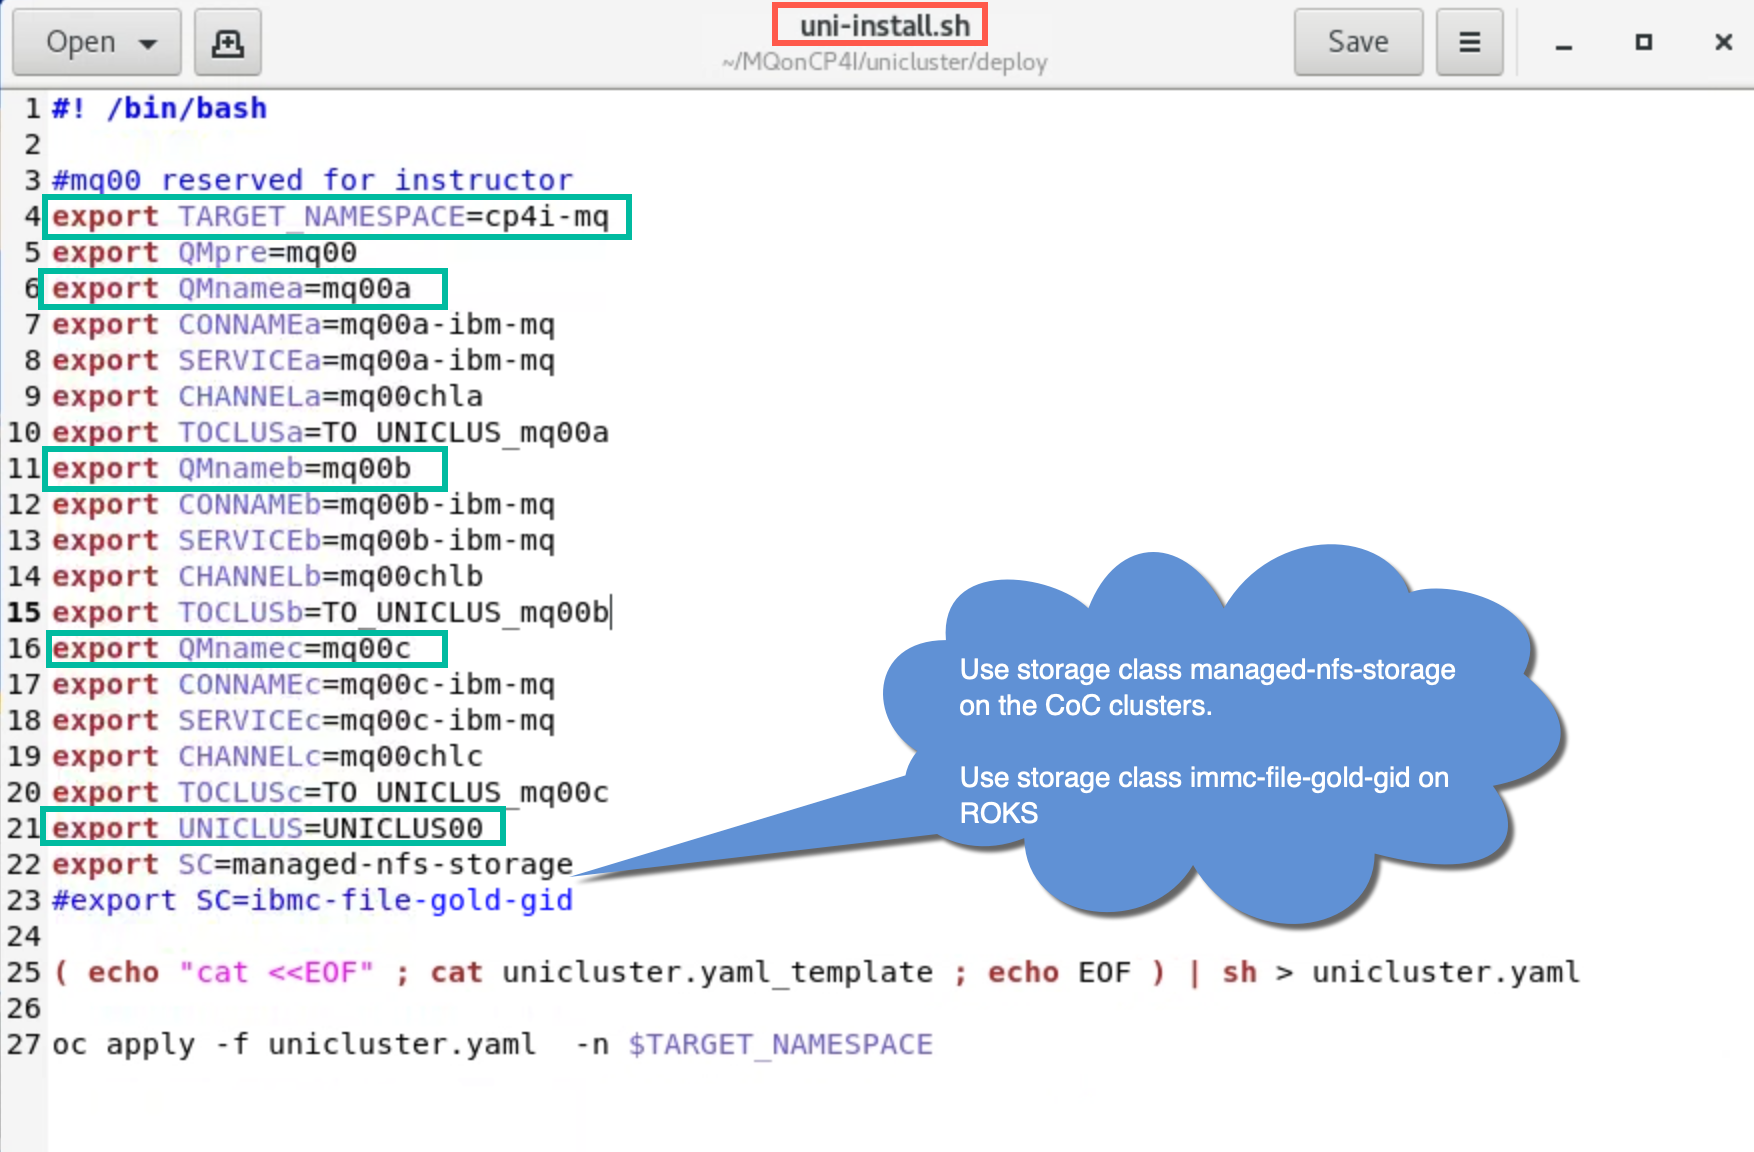 Open
uni-install.sh
~/MQonCP4I/unicluster/deploy
Save
1 #! /bin/bash
2
3 #mq00 reserved for instructor
4 export TARGET_NAMESPACE=cp4i-mq
5 export QMpre=mq00
6 export QMnamea=mq00a
7 export CONNAMEa=mq00a-ibm-mq
8 export SERVICEa=mq00a-ibm-mq
9 export CHANNELa=mq00chla
10 export TOCLUSa=TO_UNICLUS_mq00a
11 export QMnameb=mq00b
12 export CONNAMEb=mq00b-ibm-mq
13 export SERVICEb=mq00b-ibm-mq
14 export CHANNELb=mq00chlb
15 export TOCLUSb=TO_UNICLUS_mq00b
16 export QMnamec=mq00c
17 export CONNAMEc=mq00c-ibm-mq
18 export SERVICEc=mq00c-ibm-mq
19 export CHANNELc=mq00chlc
20 export TOCLUSc=TO_UNICLUS_mq00c
21 export UNICLUS=UNICLUS00
22 export SC=managed-nfs-storage
23 #export SC=ibmc-file-gold-gid
24
25 ( echo "cat <<EOF" ; cat unicluster.yaml_template ; echo EOF ) | sh > unicluster.yaml
26
27 oc apply -f unicluster.yaml  -n $TARGET_NAMESPACE
Use storage class managed-nfs-storage
on the CoC clusters.
Use storage class immc-file-gold-gid on
ROKS